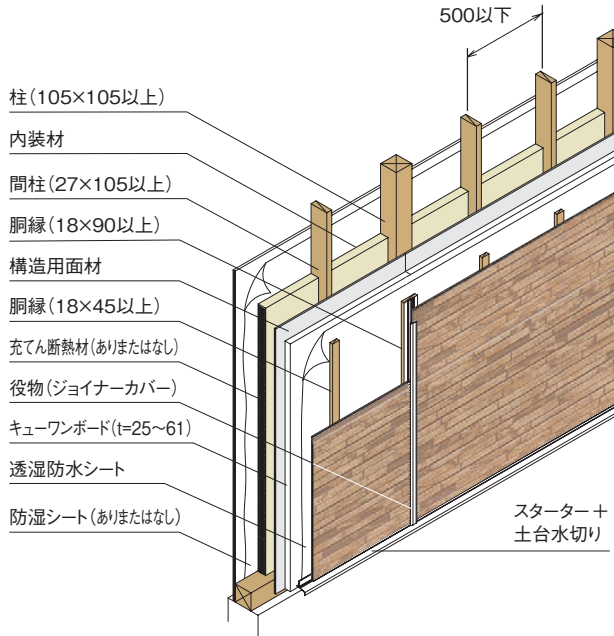 500以下
柱(105×105以上)
内装材
間柱(27×105以上)
胴縁(18×90以上)
構造用面材
胴縁(18×45以上)
充てん断熱材(ありまたはなし)
役物(ジョイナーカバー)
キューワンボード(t=25〜61)
透湿防水シート
防湿シート(ありまたはなし)
スターター＋
土台水切り